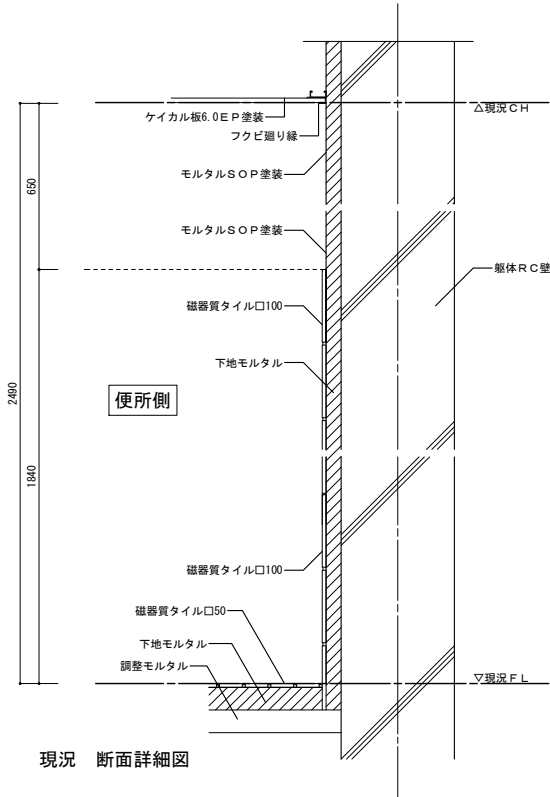 △現況CH
ケイカル板6.0EP塗装
フクビ廻り縁
モルタルSOP塗装
650
モルタルSOP塗装
躯体RC壁
磁器質タイル□100
下地モルタル
2490
便所側
1840
磁器質タイル□100
磁器質タイル□50
下地モルタル
調整モルタル
▽現況FL
現況 断面詳細図